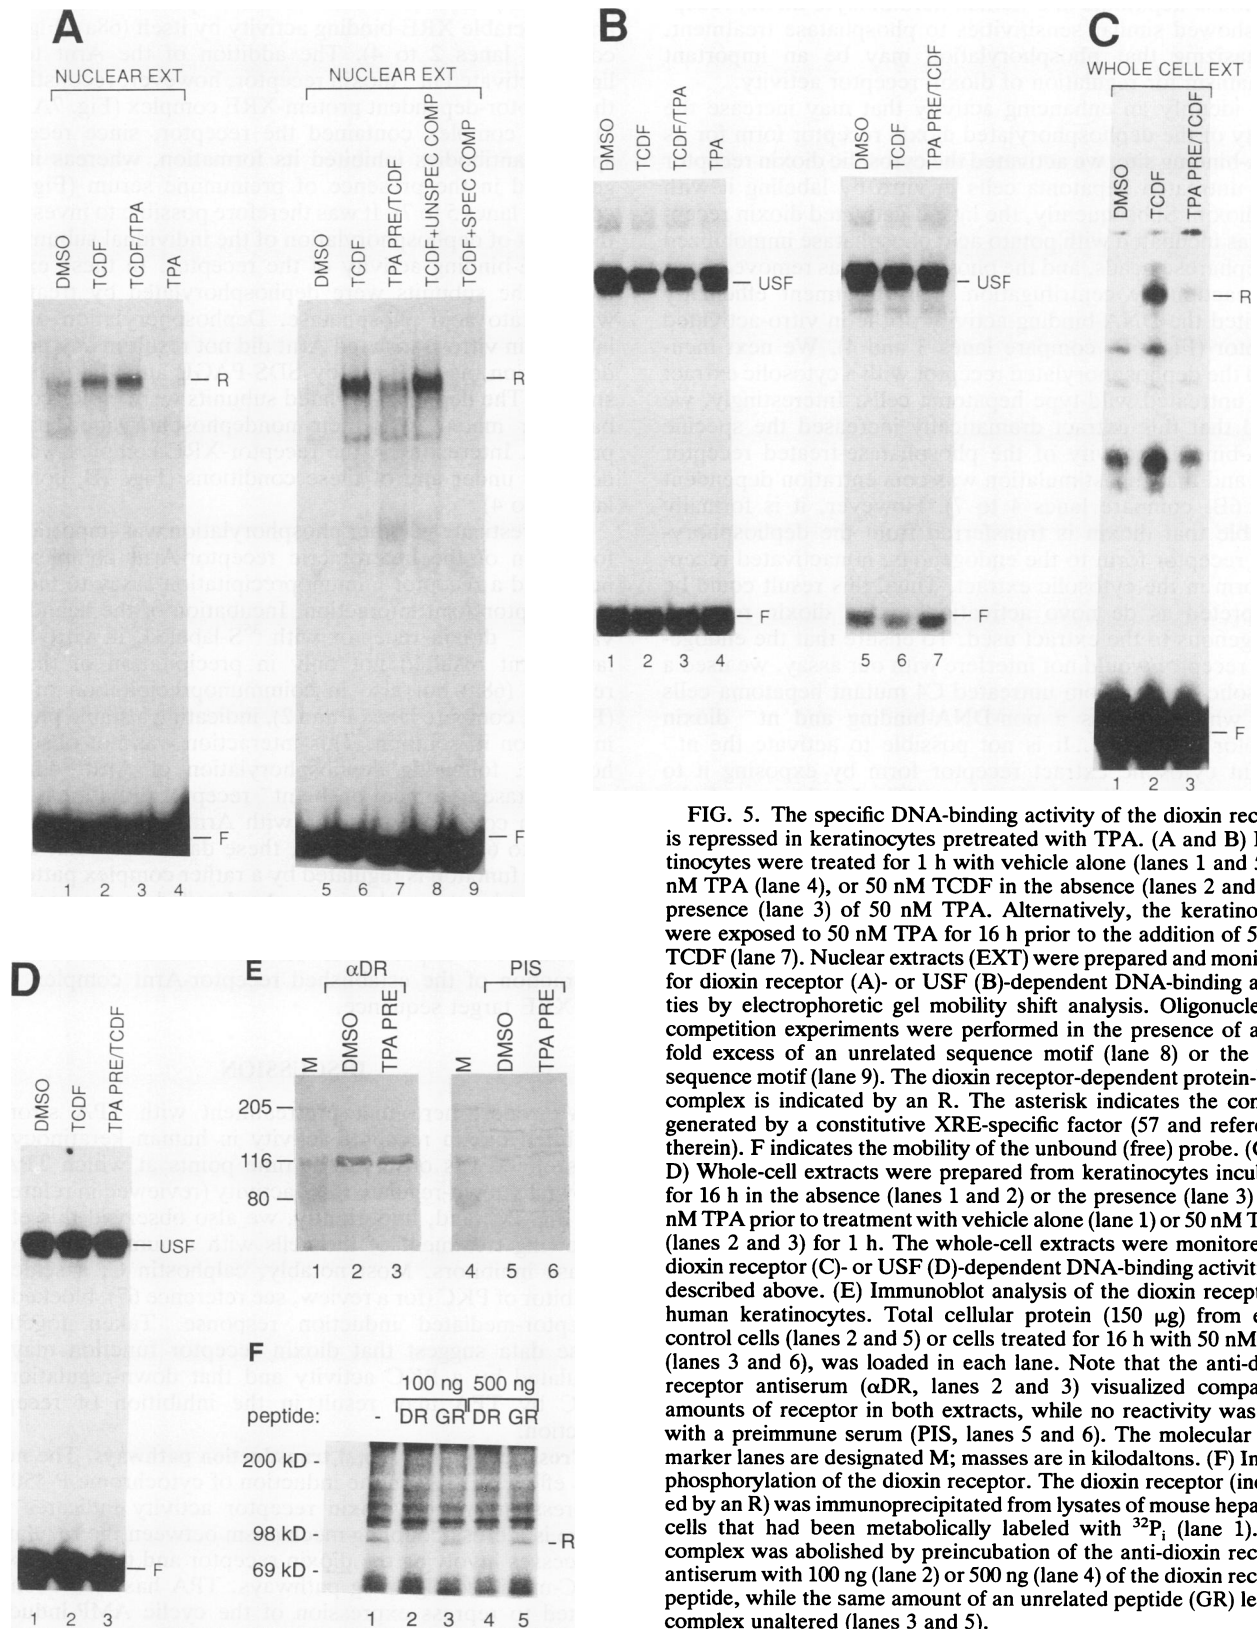 A
NUCLEAR EXT
NUCLEAR EXT
DMSO
TCDF
TCDF/TPA
TPA
DMSO
TCDF
TPA PRE/TCDF
TCDF+UNSPEC COMP
TCDF+SPEC COMP
R
R
F
F
1 2 3 4
5 6 7 8 9
B
DMSO
TCDF
TCDF/TPA
TPA
DMSO
TCDF
TPA PRE/TCDF
USF
USF
F
F
1 2 3 4
5 6 7
C
WHOLE CELL EXT
DMSO
TCDF
TPA PRE/TCDF
R
F
1 2 3
D
DMSO
TCDF
TPA PRE/TCDF
USF
F
1 2 3
E
αDR
PIS
M
DMSO
TPA PRE
M
DMSO
TPA PRE
205
116
80
1 2 3
4 5 6
F
100 ng 500 ng
peptide: - DR GR DR GR
200 kD -
98 kD -
69 kD -
- R
1 2 3 4 5
FIG. 5. The specific DNA-binding activity of the dioxin rec
is repressed in keratinocytes pretreated with TPA. (A and B)
tinocytes were treated for 1 h with vehicle alone (lanes 1 and
nM TPA (lane 4), or 50 nM TCDF in the absence (lanes 2 and
presence (lane 3) of 50 nM TPA. Alternatively, the keratino
were exposed to 50 nM TPA for 16 h prior to the addition of 5
TCDF (lane 7). Nuclear extracts (EXT) were prepared and moni
for dioxin receptor (A)- or USF (B)-dependent DNA-binding a
ties by electrophoretic gel mobility shift analysis. Oligonucle
competition experiments were performed in the presence of a
fold excess of an unrelated sequence motif (lane 8) or the
sequence motif (lane 9). The dioxin receptor-dependent protein-
complex is indicated by an R. The asterisk indicates the con
generated by a constitutive XRE-specific factor (57 and refere
therein). F indicates the mobility of the unbound (free) probe. (C
D) Whole-cell extracts were prepared from keratinocytes incu
for 16 h in the absence (lanes 1 and 2) or the presence (lane 3)
nM TPA prior to treatment with vehicle alone (lane 1) or 50 nM T
(lanes 2 and 3) for 1 h. The whole-cell extracts were monitore
dioxin receptor (C)- or USF (D)-dependent DNA-binding activit
described above. (E) Immunoblot analysis of the dioxin recept
human keratinocytes. Total cellular protein (150 μg) from e
control cells (lanes 2 and 5) or cells treated for 16 h with 50 nM
(lanes 3 and 6), was loaded in each lane. Note that the anti-d
receptor antiserum (αDR, lanes 2 and 3) visualized compa
amounts of receptor in both extracts, while no reactivity was
with a preimmune serum (PIS, lanes 5 and 6). The molecular
marker lanes are designated M; masses are in kilodaltons. (F) In
phosphorylation of the dioxin receptor. The dioxin receptor (ind
ed by an R) was immunoprecipitated from lysates of mouse hepa
cells that had been metabolically labeled with ³²Pᵢ (lane 1).
complex was abolished by preincubation of the anti-dioxin rec
antiserum with 100 ng (lane 2) or 500 ng (lane 4) of the dioxin rec
peptide, while the same amount of an unrelated peptide (GR) le
complex unaltered (lanes 3 and 5).